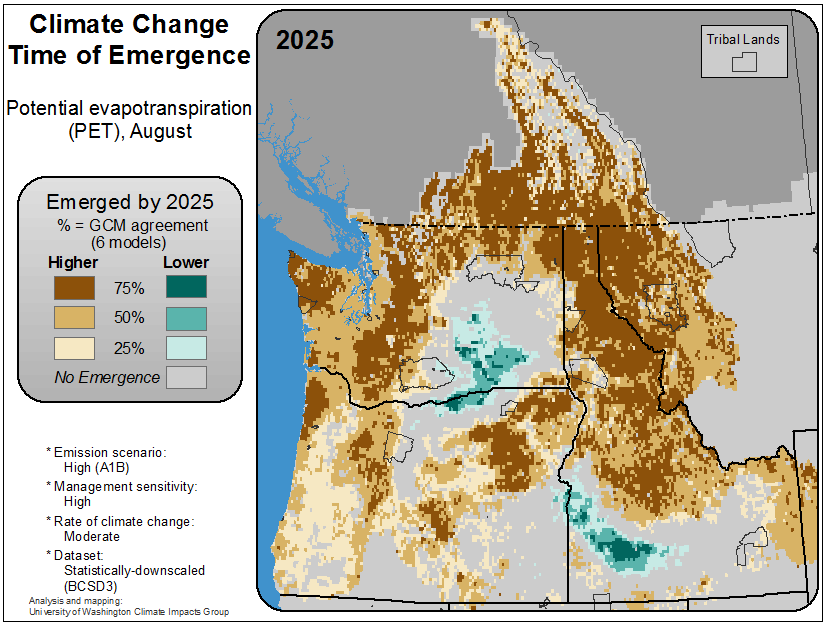 Climate Change
Time of Emergence
Potential evapotranspiration
(PET), August
Emerged by 2025
% = GCM agreement
(6 models)
Higher Lower
75%
50%
25%
No Emergence
* Emission scenario:
High (A1B)
* Management sensitivity:
High
* Rate of climate change:
Moderate
* Dataset:
Statistically-downscaled
(BCSD3)
Analysis and mapping:
University of Washington Climate Impacts Group
2025
Tribal Lands